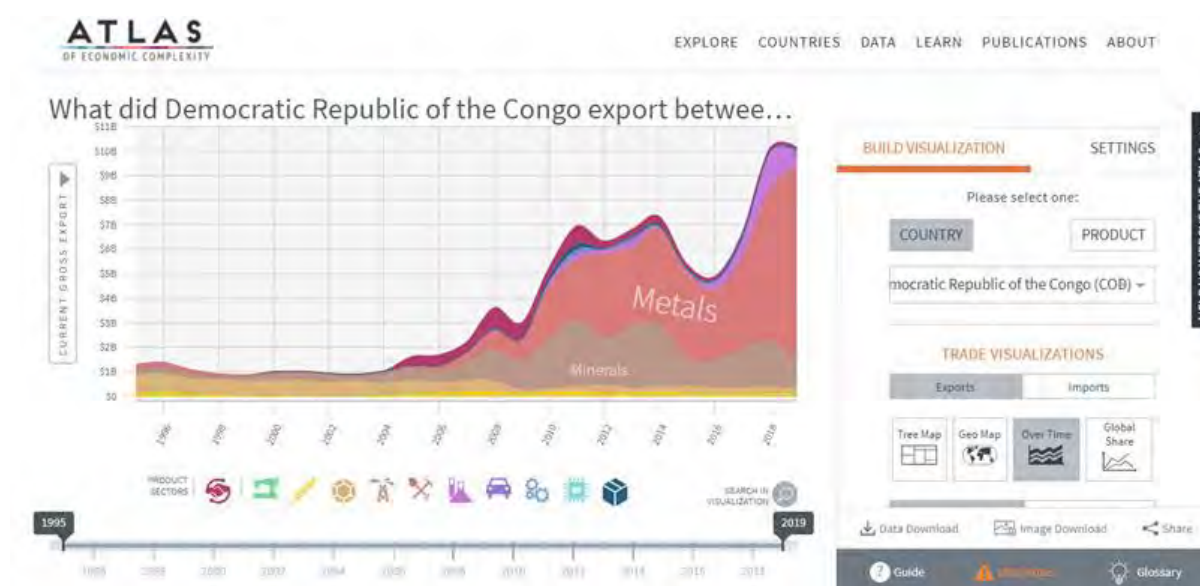 ATLAS
OF ECONOMIC COMPLEXITY
EXPLORE COUNTRIES DATA LEARN PUBLICATIONS ABOUT
What did Democratic Republic of the Congo export betwee...
BUILD VISUALIZATION
SETTINGS
Please select one:
COUNTRY
PRODUCT
mocratic Republic of the Congo (COB)
TRADE VISUALIZATIONS
Exports
Imports
Tree Map
Geo Map
Over Time
Global
Share
Data Download
Image Download
Share
Guide
Glossary
CURRENT GROSS EXPORT
$11B
$10B
$9B
$8B
$7B
$6B
$5B
$4B
$3B
$2B
$1B
$0
Metals
Minerals
1996
1998
2000
2002
2004
2006
2008
2010
2012
2014
2016
2018
PRODUCT
SECTORS
SEARCH IN
VISUALIZATION
1995
2019